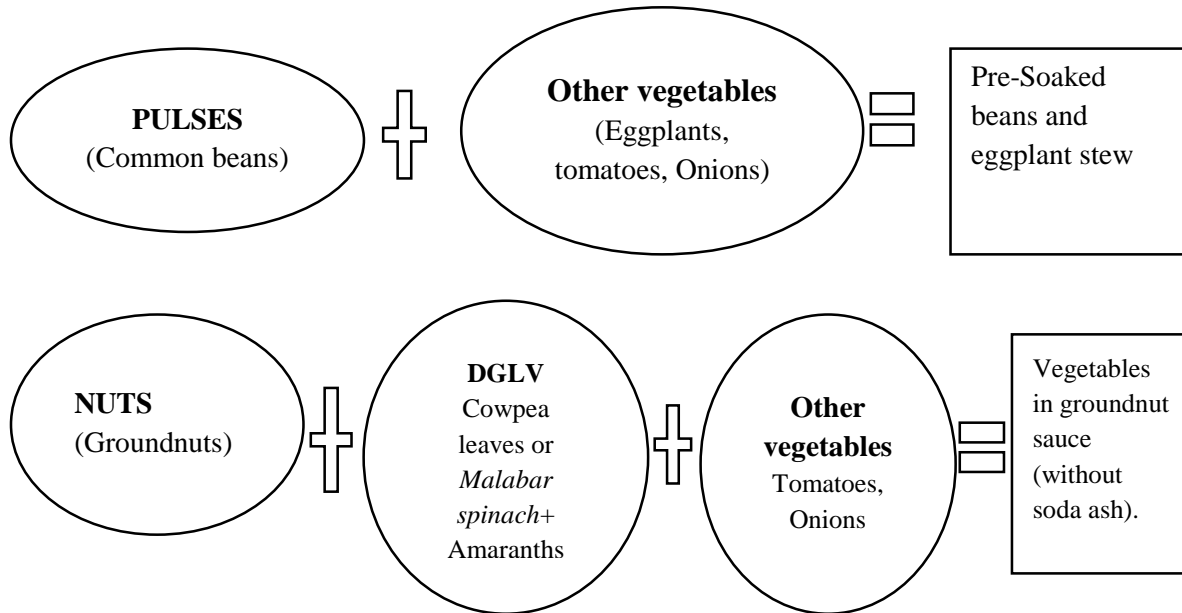 PULSES
(Common beans)
Other vegetables
(Eggplants,
tomatoes, Onions)
Pre-Soaked
beans and
eggplant stew
NUTS
(Groundnuts)
DGLV
Cowpea
leaves or
Malabar
spinach+
Amaranths
Other
vegetables
Tomatoes,
Onions
Vegetables
in groundnut
sauce
(without
soda ash).